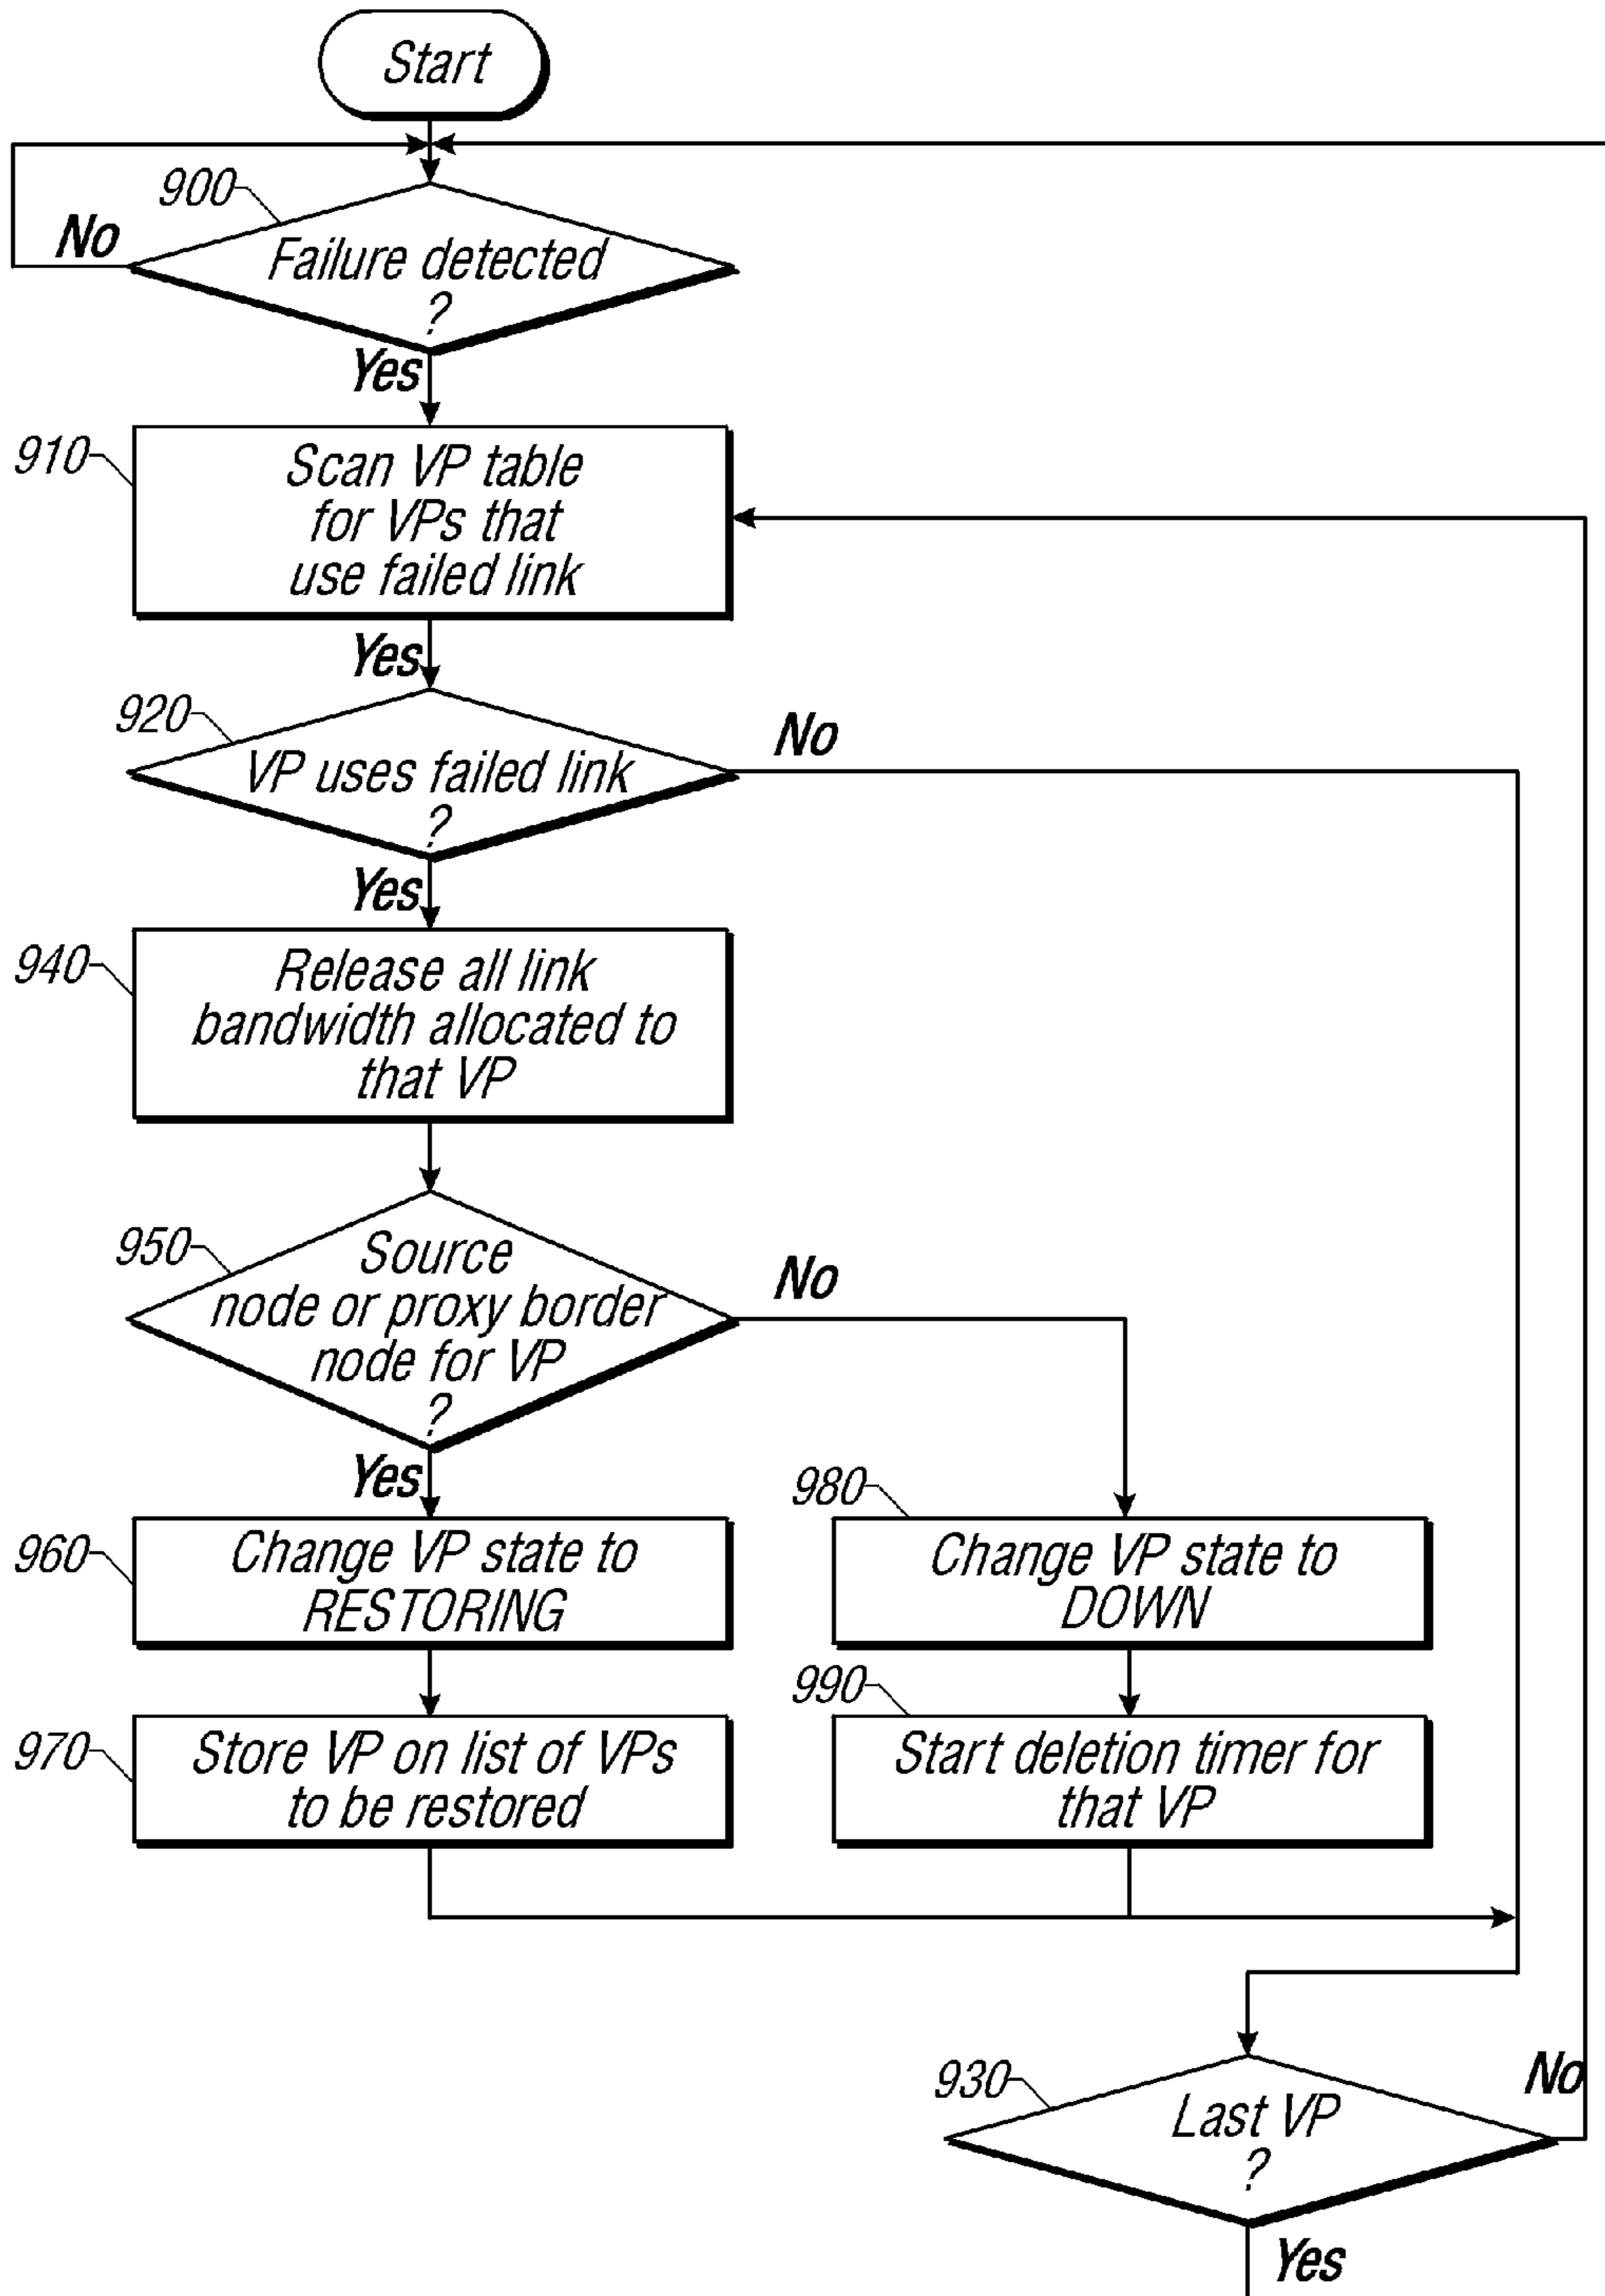 Start
900
No
Failure detected
?
Yes
910
Scan VP table
for VPs that
use failed link
Yes
920
No
VP uses failed link
?
Yes
940
Release all link
bandwidth allocated to
that VP
950
No
Source
node or proxy border
node for VP
?
Yes
960
Change VP state to
RESTORING
980
Change VP state to
DOWN
970
Store VP on list of VPs
to be restored
990
Start deletion timer for
that VP
930
No
Last VP
?
Yes